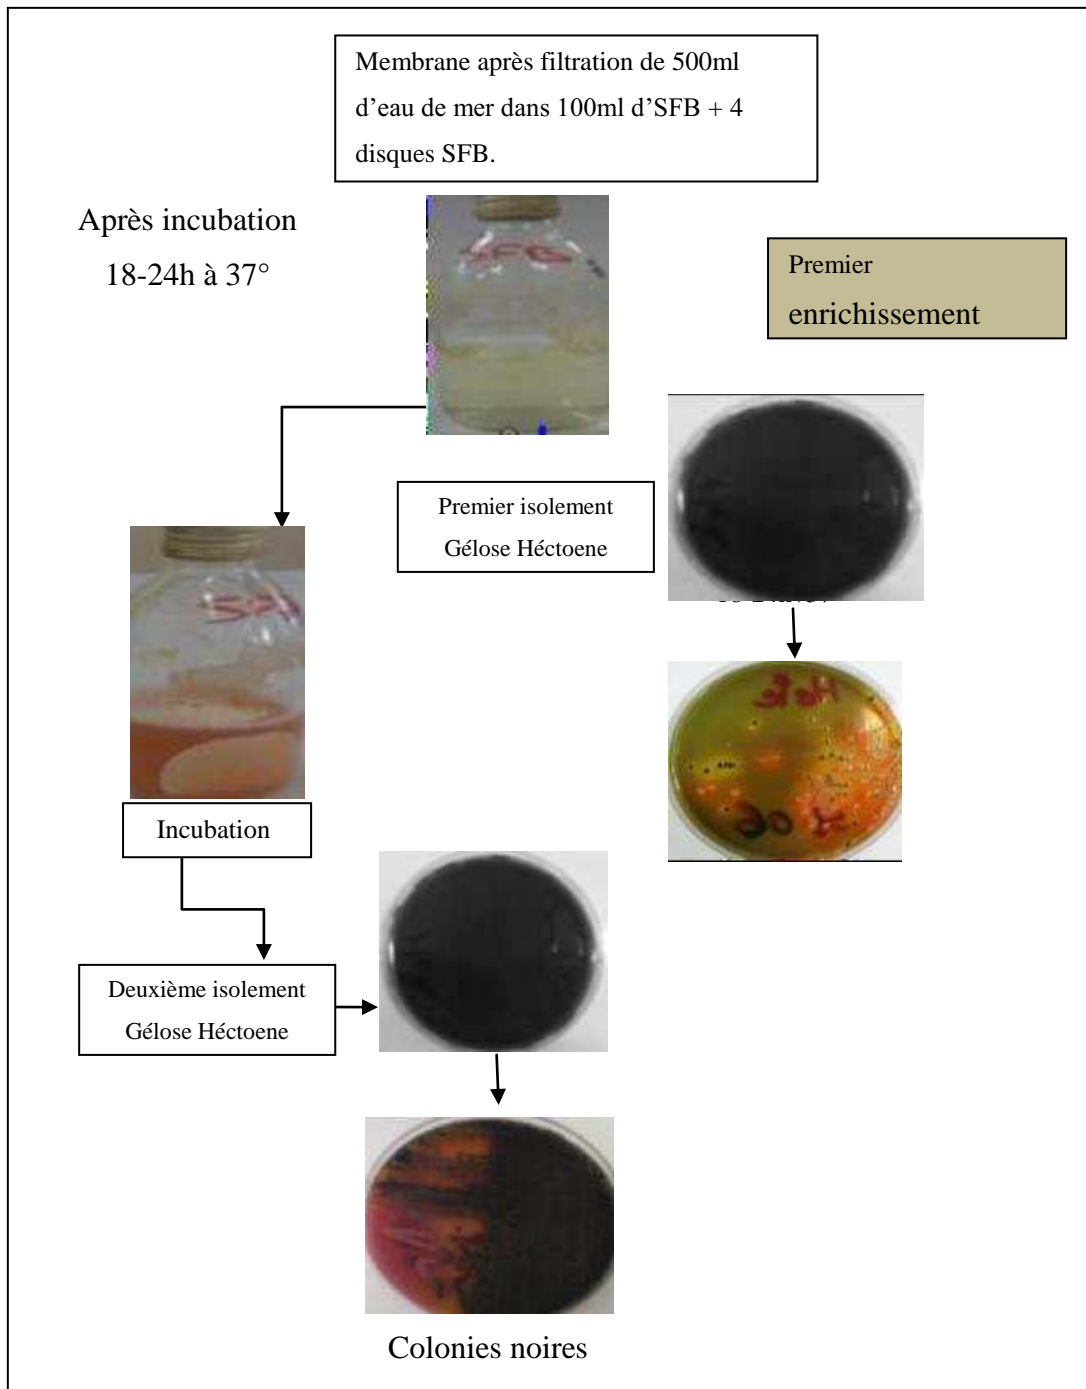 Membrane après filtration de 500ml
d’eau de mer dans 100ml d’SFB + 4
disques SFB.
Après incubation
18-24h à 37°
Premier
enrichissement
Premier isolement
Gélose Héctoene
Incubation
Deuxième isolement
Gélose Héctoene
Colonies noires